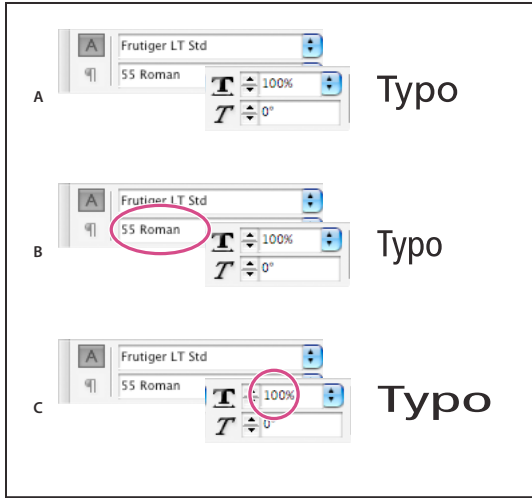 A Frutiger LT Std
¶ 55 Roman
T 100%
T 0°
A
Typo
A Frutiger LT Std
¶ 55 Roman
T 100%
T 0°
B
Typo
A Frutiger LT Std
¶ 55 Roman
T 100%
T 0°
C
Typo